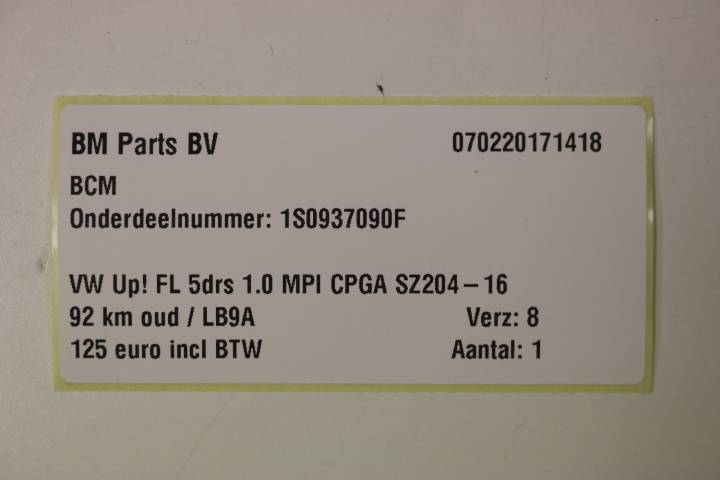 BM Parts BV 070220171418
BCM
Onderdeelnummer: 1S0937090F
VW Up! FL 5drs 1.0 MPI CPGA SZ204-16
92 km oud / LB9A Verz: 8
125 euro incl BTW Aantal: 1